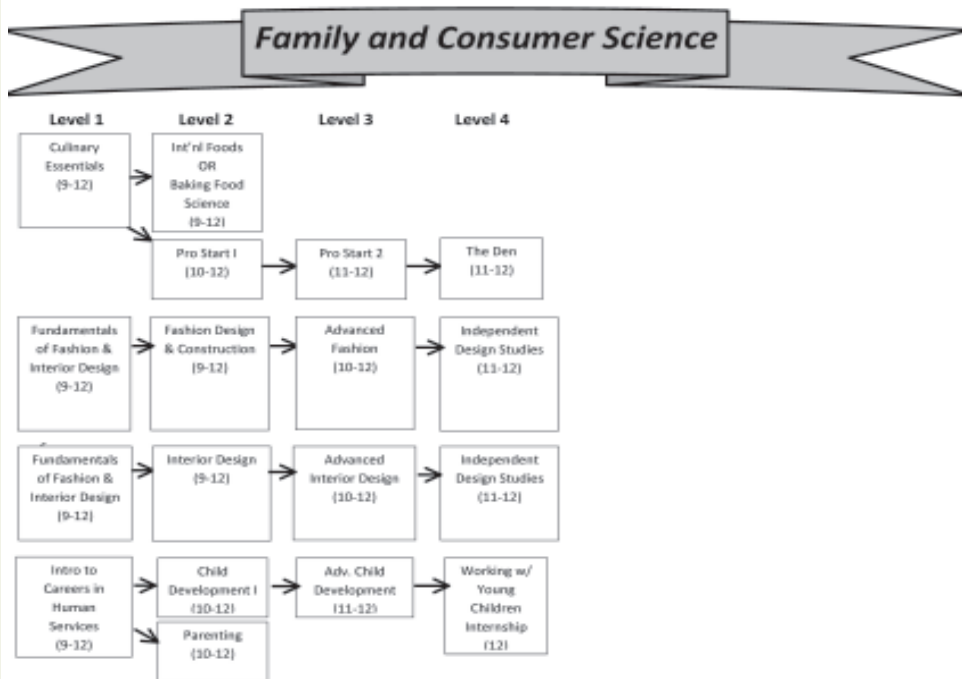 Family and Consumer Science
Level 1
Level 2
Level 3
Level 4
Culinary
Essentials
(9-12)
Int'nl Foods
OR
Baking Food
Science
(9-12)
Pro Start I
(10-12)
Pro Start 2
(11-12)
The Den
(11-12)
Fundamentals
of Fashion &
Interior Design
(9-12)
Fashion Design
& Construction
(9-12)
Advanced
Fashion
(10-12)
Independent
Design Studies
(11-12)
Fundamentals
of Fashion &
Interior Design
(9-12)
Interior Design
(9-12)
Advanced
Interior Design
(10-12)
Independent
Design Studies
(11-12)
Intro to
Careers in
Human
Services
(9-12)
Child
Development I
(10-12)
Adv. Child
Development
(11-12)
Working w/
Young
Children
Internship
(12)
Parenting
(10-12)